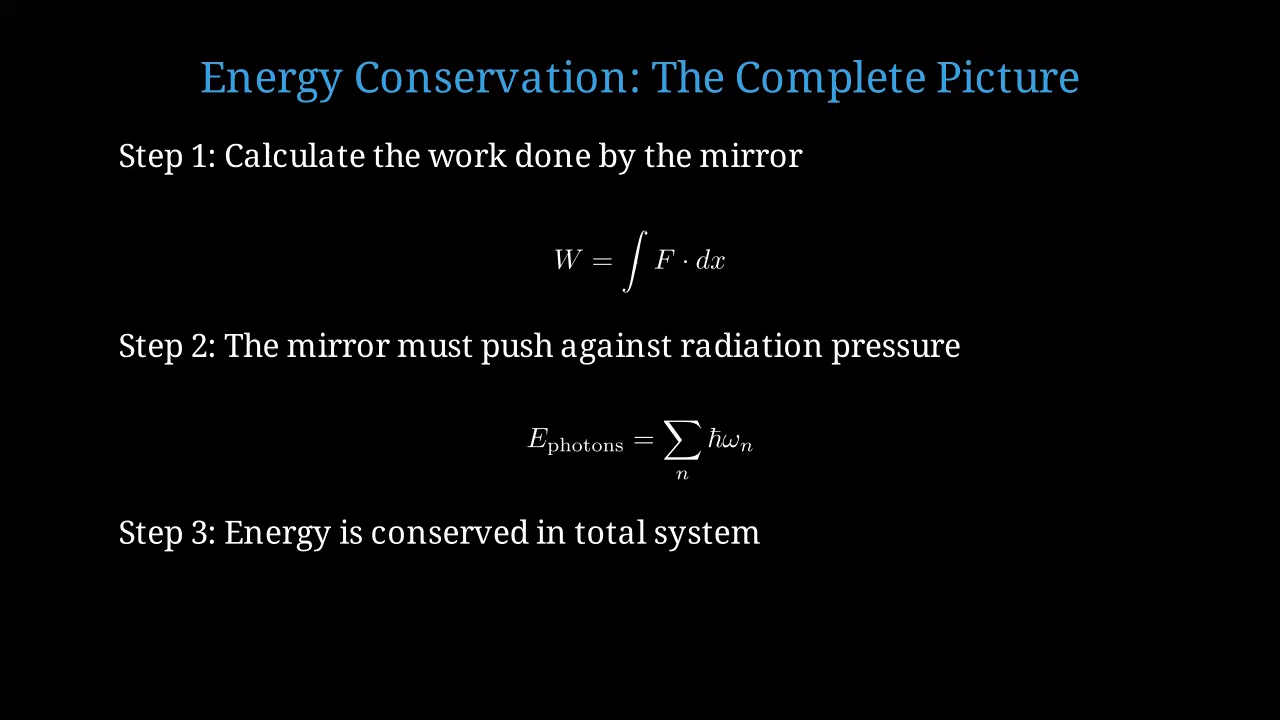 Energy Conservation: The Complete Picture
Step 1: Calculate the work done by the mirror
W = ∫ F · dx
Step 2: The mirror must push against radiation pressure
E_photons = ∑_n ℏω_n
Step 3: Energy is conserved in total system